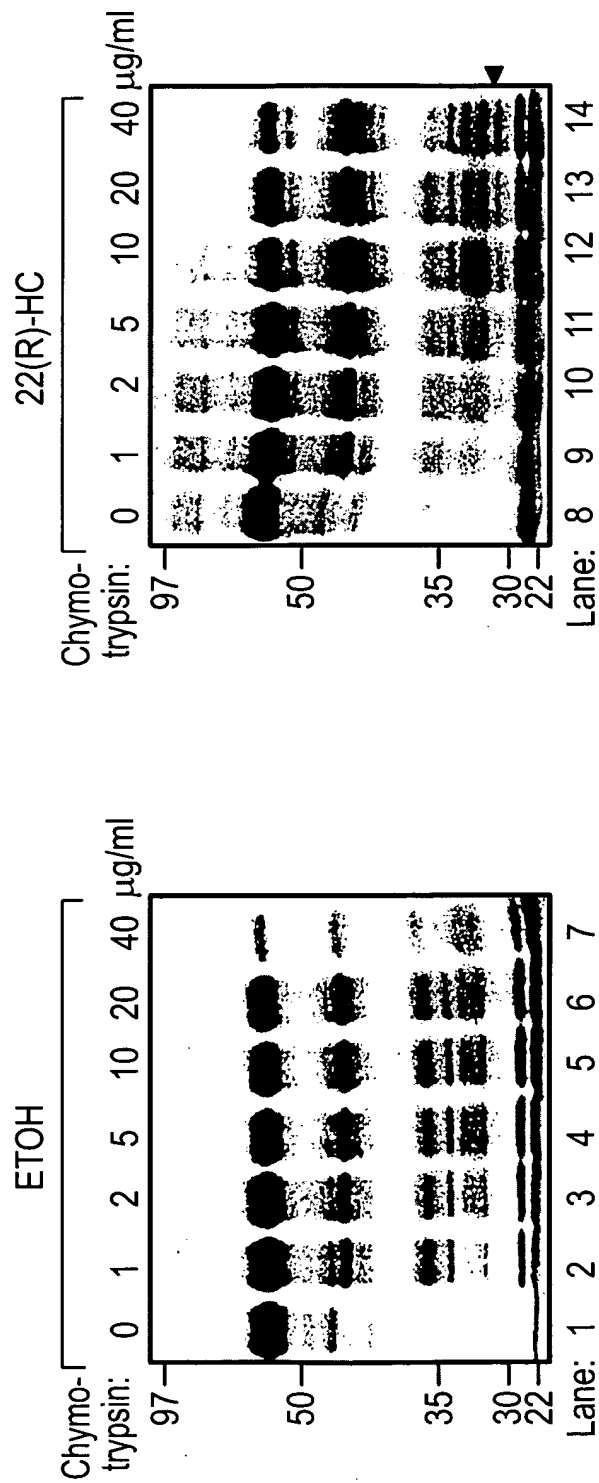 ETOH
Chymo-
trypsin: 0 1 2 5 10 20 40 µg/ml
97
50
35
30
22
Lane: 1 2 3 4 5 6 7
22(R)-HC
Chymo-
trypsin: 0 1 2 5 10 20 40 µg/ml
97
50
35
30
22
Lane: 8 9 10 11 12 13 14